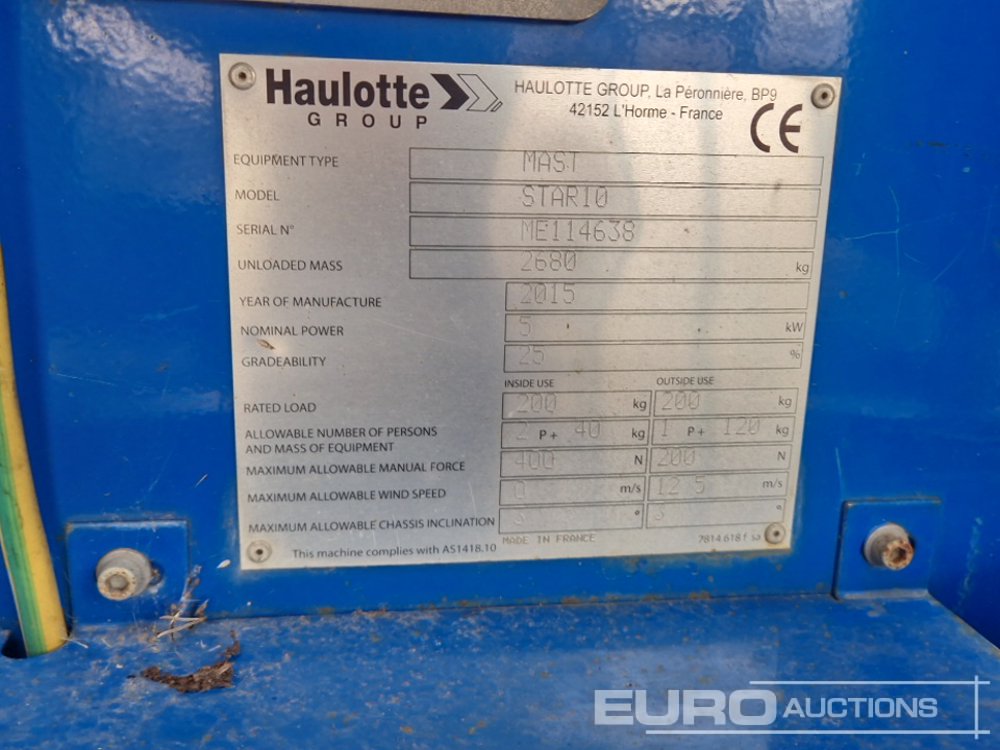 Haulotte
GROUP
HAULOTTE GROUP, La Péronnière, BP9
42152 L'Horme - France
CE
EQUIPMENT TYPE MAST
MODEL STAR10
SERIAL N° ME114638
UNLOADED MASS 2680 kg
YEAR OF MANUFACTURE 2015
NOMINAL POWER 5 kW
GRADEABILITY 25 %
INSIDE USE OUTSIDE USE
RATED LOAD 200 kg 200 kg
ALLOWABLE NUMBER OF PERSONS
AND MASS OF EQUIPMENT 2 P+ 40 kg 1 P+ 120 kg
MAXIMUM ALLOWABLE MANUAL FORCE 400 N 200 N
MAXIMUM ALLOWABLE WIND SPEED 0 m/s 12 5 m/s
MAXIMUM ALLOWABLE CHASSIS INCLINATION 3 ° 3 °
This machine complies with AS1418.10 MADE IN FRANCE 7814 618 f sa
EURO AUCTIONS